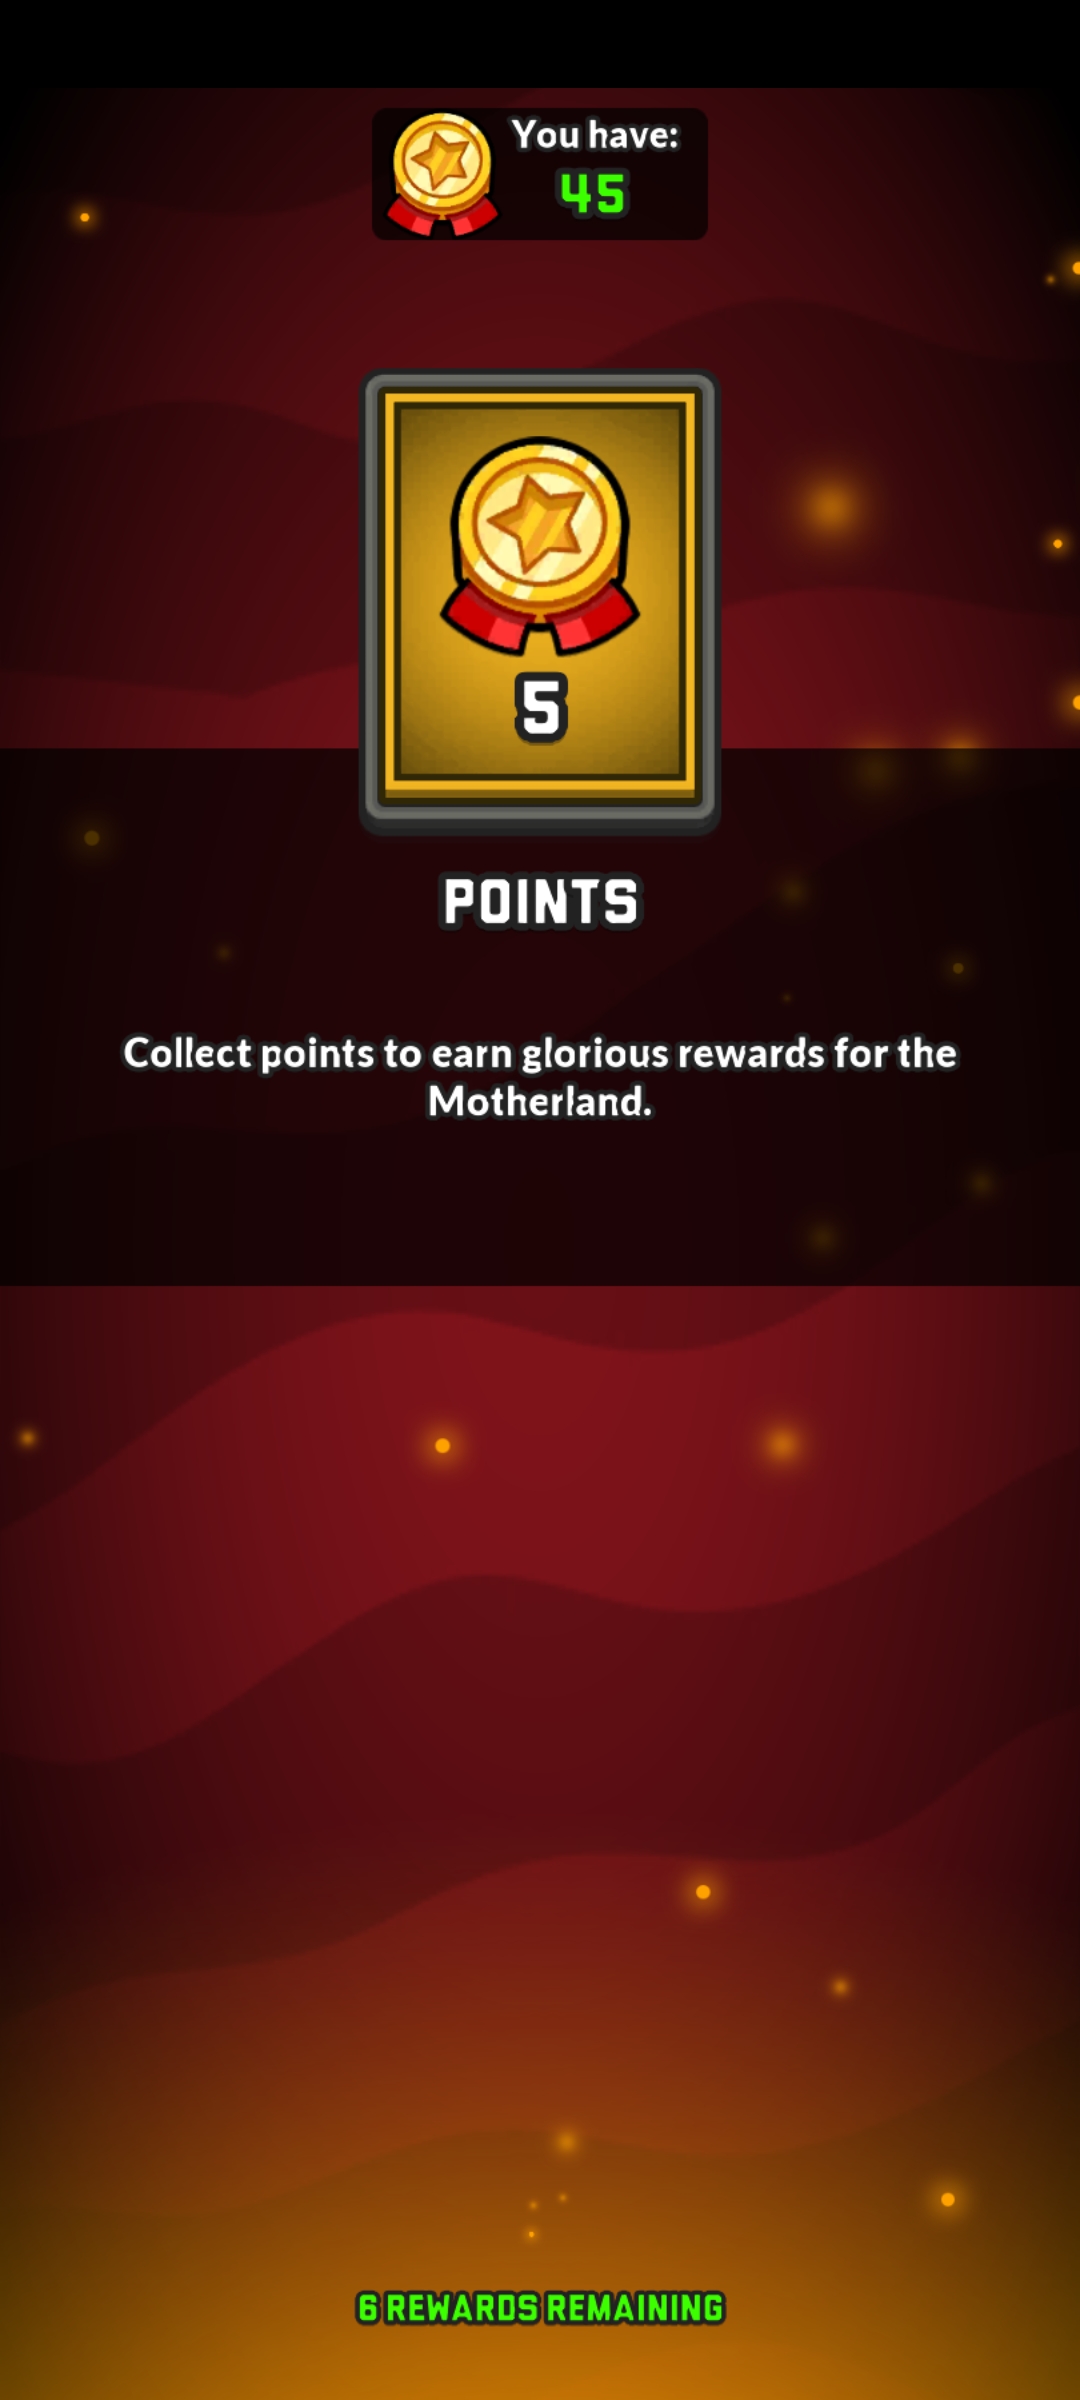 You have:
45
5
POINTS
Collect points to earn glorious rewards for the
Motherland.
6 REWARDS REMAINING